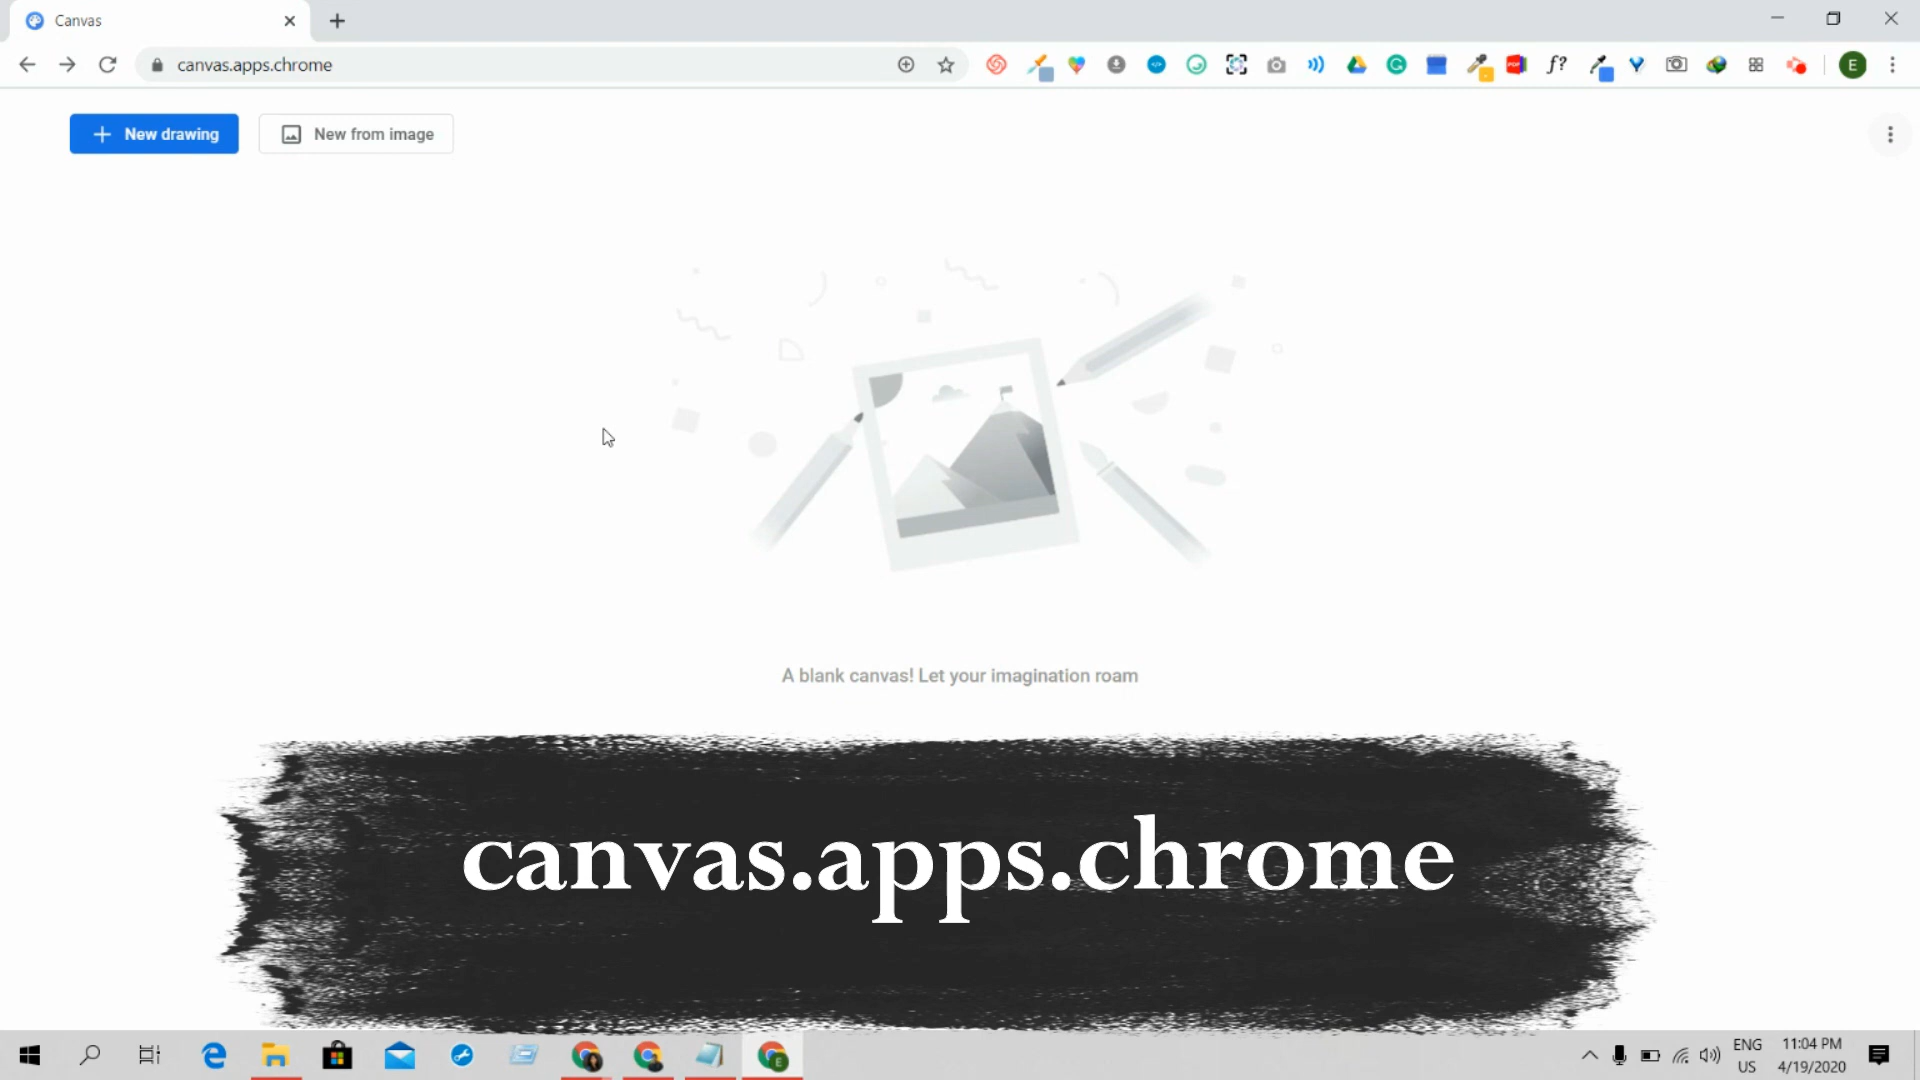 Canvas
canvas.apps.chrome
f?
E
New drawing
New from image
A blank canvas! Let your imagination roam
canvas.apps.chrome
ENG
US
11:04 PM
4/19/2020